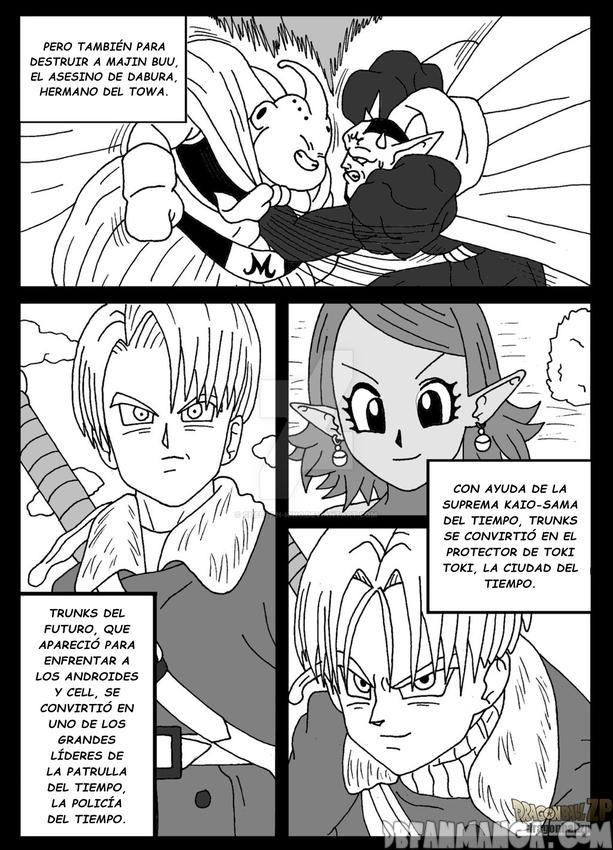 PERO TAMBIÉN PARA
DESTRUIR A MAJIN BUU,
EL ASESINO DE DABURA,
HERMANO DEL TOWA.
M
CON AYUDA DE LA
SUPREMA KAIO-SAMA
DEL TIEMPO, TRUNKS
SE CONVIRTIÓ EN EL
PROTECTOR DE TOKI
TOKI, LA CIUDAD DEL
TIEMPO.
TRUNKS DEL
FUTURO, QUE
APARECIÓ PARA
ENFRENTAR A
LOS ANDROIDES
Y CELL, SE
CONVIRTIÓ EN
UNO DE LOS
GRANDES
LÍDERES DE
LA PATRULLA
DEL TIEMPO,
LA POLICÍA
DEL TIEMPO.
DRAGONBALL ZP
DBFANMANGA.COM